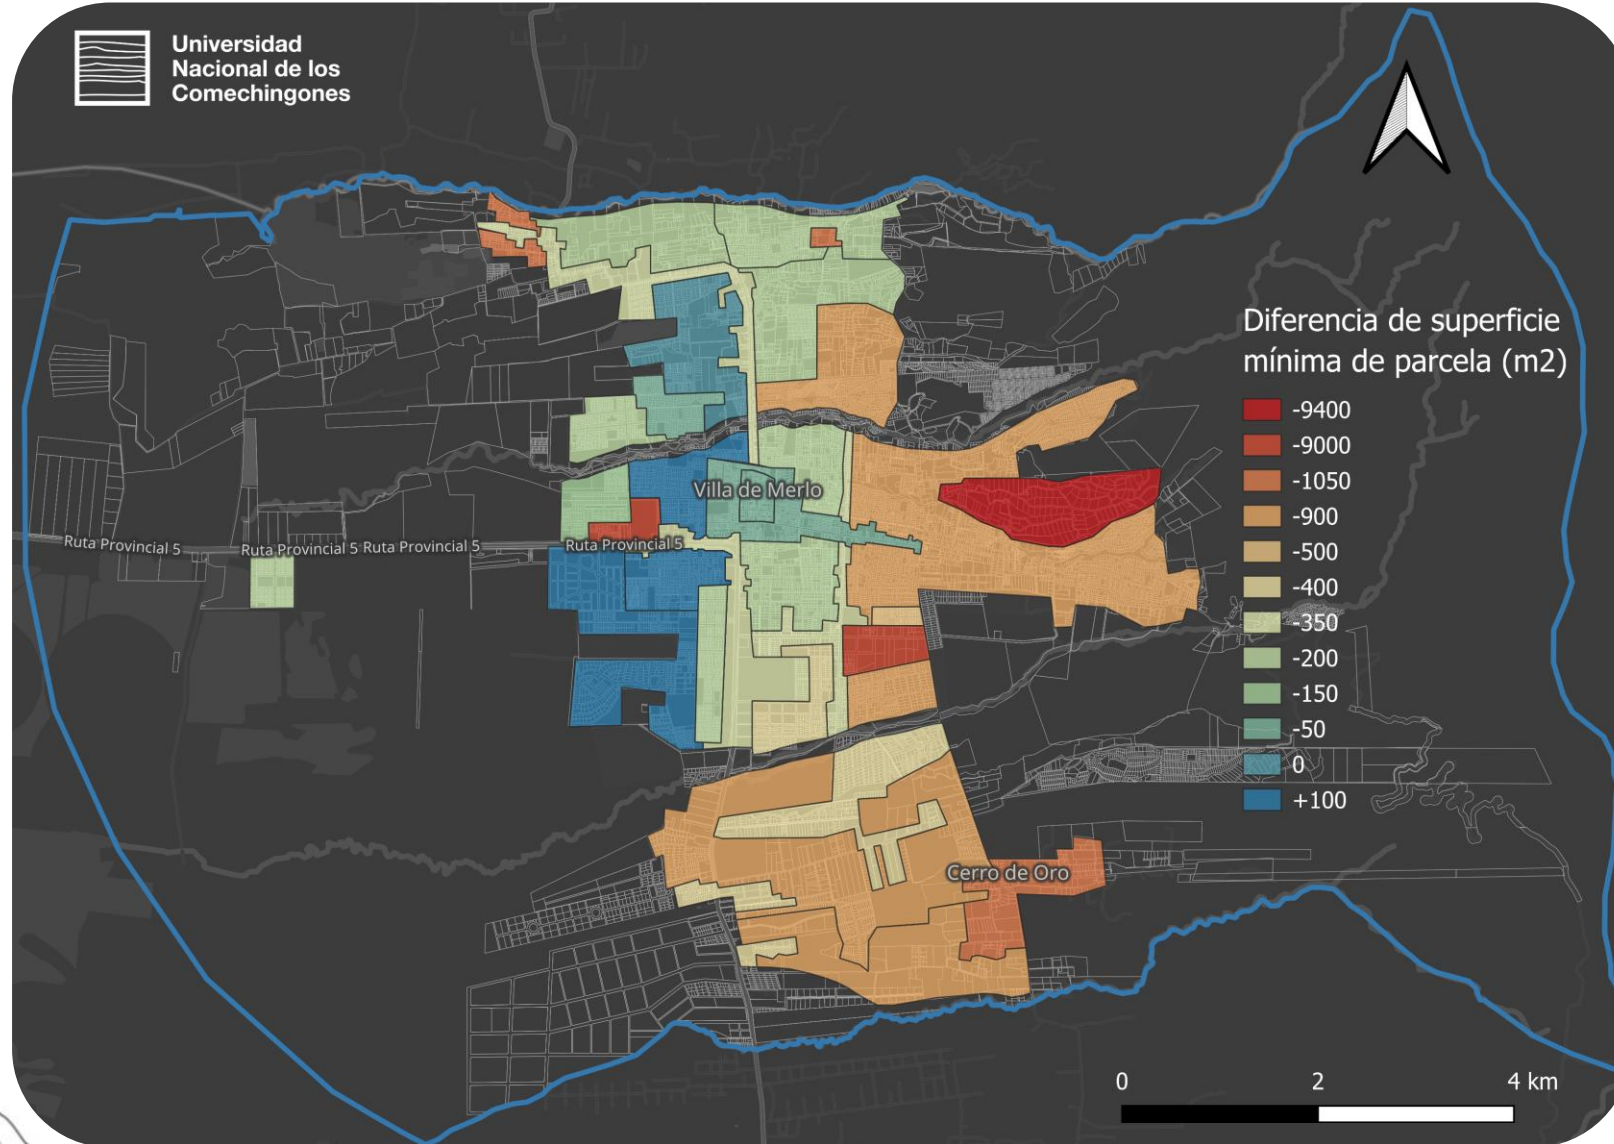 Universidad
Nacional de los
Comechingones
Diferencia de superficie
mínima de parcela (m2)
-9400
-9000
-1050
-900
-500
-400
-350
-200
-150
-50
0
+100
Villa de Merlo
Ruta Provincial 5
Ruta Provincial 5
Ruta Provincial 5
Ruta Provincial 5
Cerro de Oro
0 2 4 km